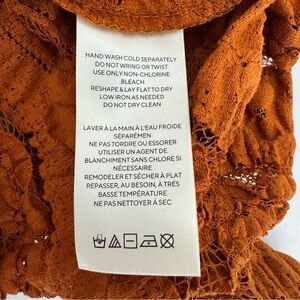 HAND WASH COLD SEPARATELY
DO NOT WRING OR TWIST
USE ONLY NON-CHLORINE
BLEACH
RESHAPE & LAY FLAT TO DRY
LOW IRON AS NEEDED
DO NOT DRY CLEAN
LAVER À LA MAIN À L'EAU FROIDE
SÉPARÉMEN
NE PAS TORDRE OU ESSORER
UTILISER UN AGENT DE
BLANCHIMENT SANS CHLORE SI
NÉCESSAIRE
REMODELER ET SÉCHER À PLAT
REPASSER, AU BESOIN, À TRÉS
BASSE TEMPÉRATURE
NE PAS NETTOYER À SEC